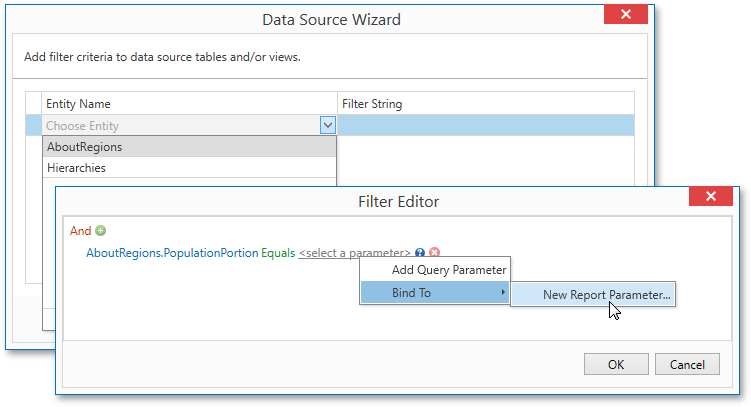 Data Source Wizard
Add filter criteria to data source tables and/or views.
Entity Name Filter String
Choose Entity
AboutRegions
Hierarchies
Filter Editor
And
AboutRegions.PopulationPortion Equals <select a parameter>
Add Query Parameter
Bind To
New Report Parameter...
OK Cancel